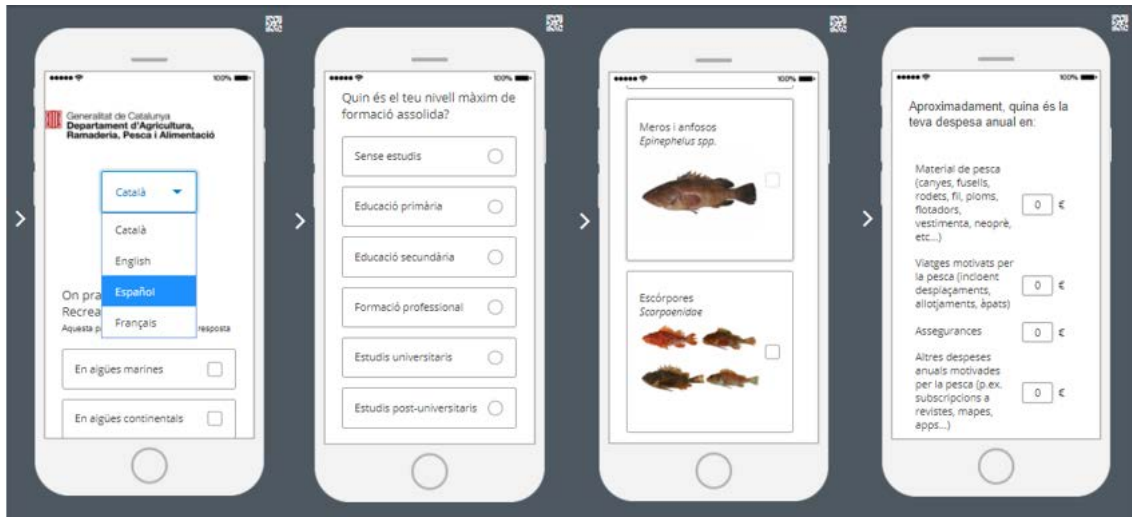 100%
Generalitat de Catalunya
Departament d'Agricultura,
Ramaderia, Pesca i Alimentació
Català
Català
English
Español
Français
On pra
Recrea
Aquesta p
resposta
En aigües marines
En aigües continentals
100%
Quin és el teu nivell màxim de
formació assolida?
Sense estudis
Educació primària
Educació secundària
Formació professional
Estudis universitaris
Estudis post-universitaris
100%
Meros i anfosos
Epinephelus spp.
Escórpores
Scorpaenidae
100%
Aproximadament, quina és la
teva despesa anual en:
Material de pesca
(canyes, fusells,
rodets, fil, ploms,
flotadors,
vestimenta, neoprè,
etc...)
0 €
Viatges motivats per
la pesca (incloent
desplaçaments,
allotjaments, àpats)
0 €
Assegurances
0 €
Altres despeses
anuals motivades
per la pesca (p.ex.
subscripcions a
revistes, mapes,
apps...)
0 €